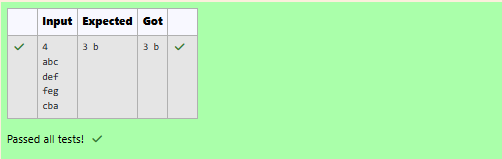 Input Expected Got
4 3 b 3 b
abc
def
feg
cba
Passed all tests!